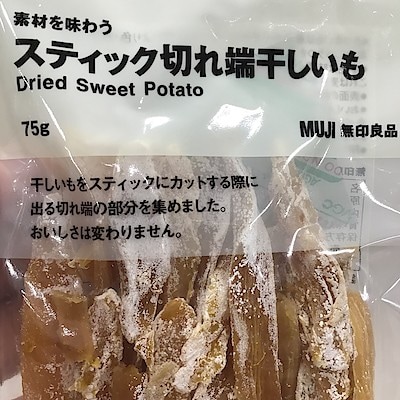 素材を味わう
スティック切れ端干しいも
Dried Sweet Potato
75g
MUJI 無印良品
干しいもをスティックにカットする際に
出る切れ端の部分を集めました。
おいしさは変わりません。